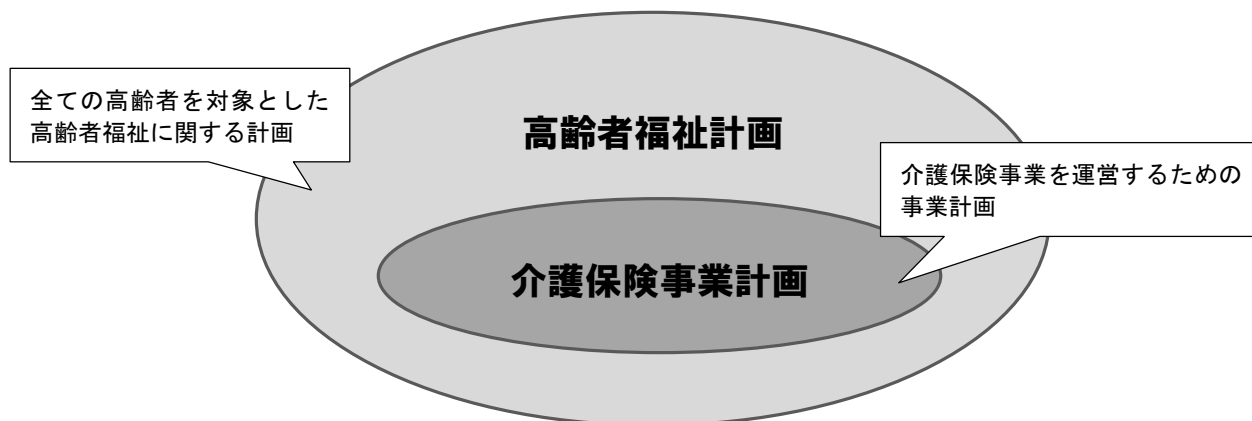 全ての高齢者を対象とした
高齢者福祉に関する計画
高齢者福祉計画
介護保険事業を運営するための
事業計画
介護保険事業計画